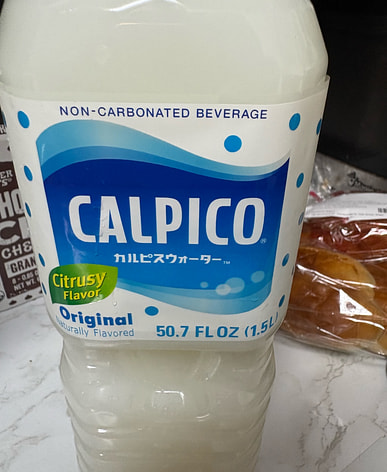 NON-CARBONATED BEVERAGE
CALPICO®
カルピスウォーター™
Citrusy
Flavor
Original
Naturally Flavored
50.7 FL OZ (1.5L)
GRAN